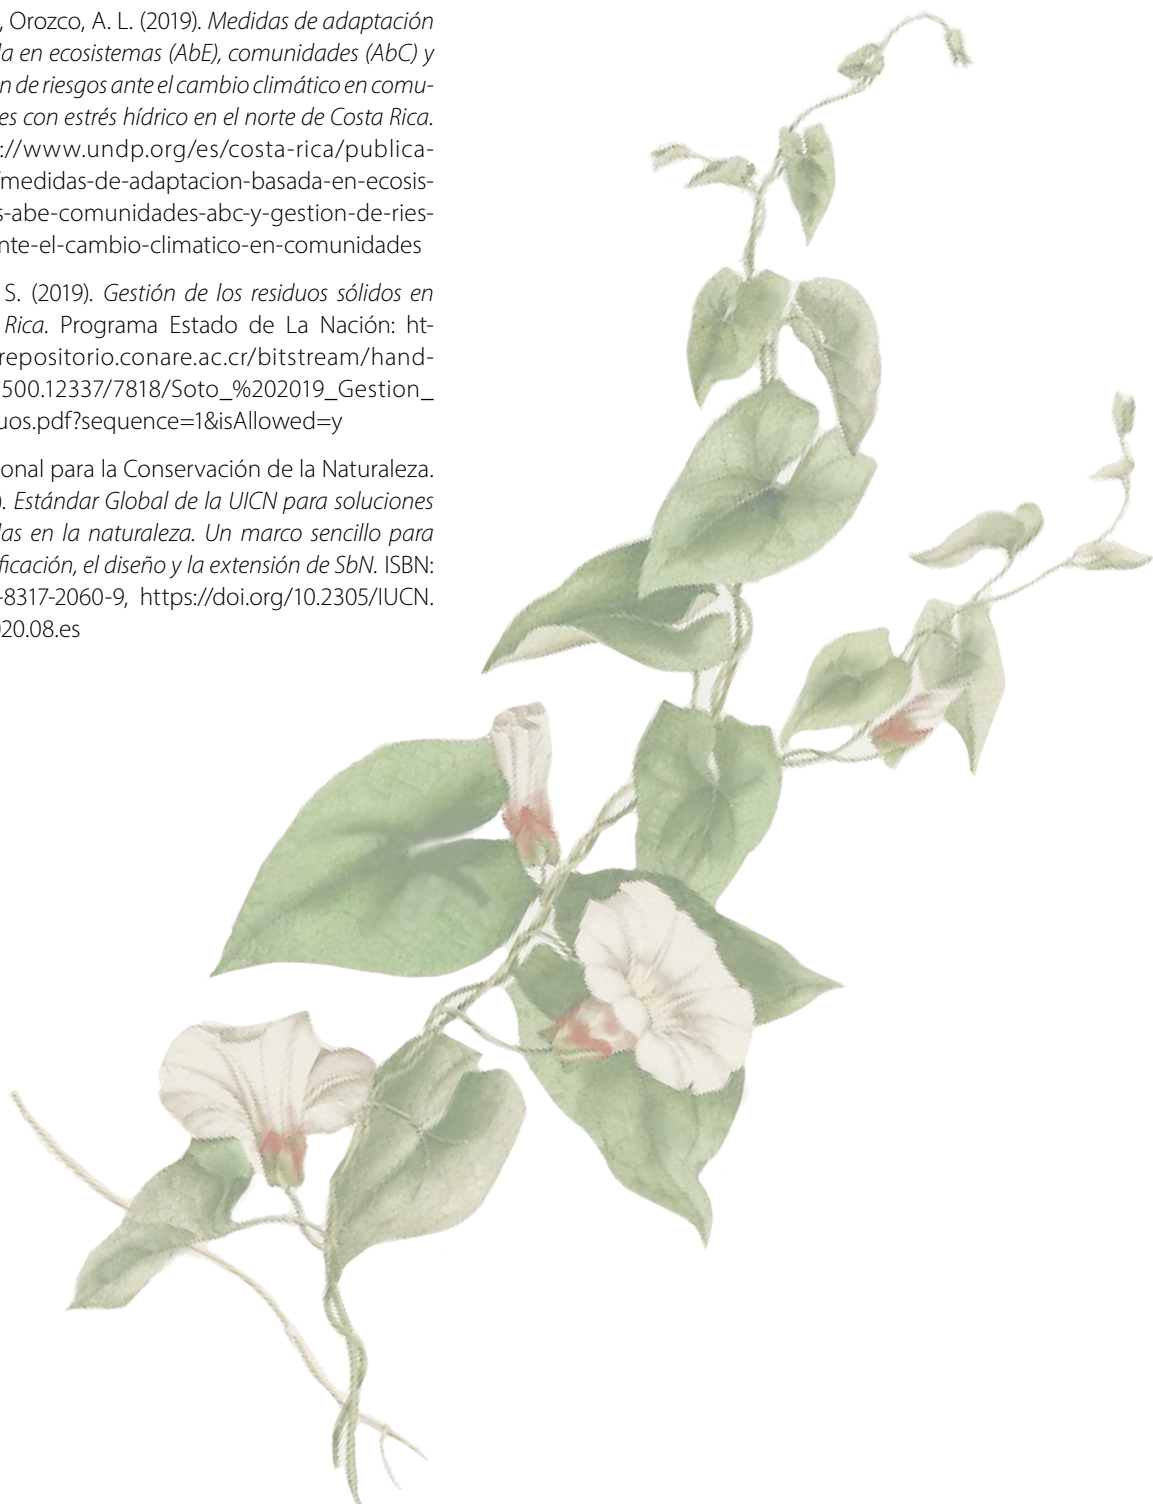 , Orozco, A. L. (2019). Medidas de adaptación
en ecosistemas (AbE), comunidades (AbC) y
de riesgos ante el cambio climático en comu-
con estrés hídrico en el norte de Costa Rica.
://www.undp.org/es/costa-rica/publica-
/medidas-de-adaptacion-basada-en-ecosis-
s-abe-comunidades-abc-y-gestion-de-ries-
nte-el-cambio-climatico-en-comunidades
S. (2019). Gestión de los residuos sólidos en
Rica. Programa Estado de La Nación: ht-
repositorio.conare.ac.cr/bitstream/hand-
500.12337/7818/Soto_%202019_Gestion_
uos.pdf?sequence=1&isAllowed=y
onal para la Conservación de la Naturaleza.
). Estándar Global de la UICN para soluciones
das en la naturaleza. Un marco sencillo para
ificación, el diseño y la extensión de SbN. ISBN:
-8317-2060-9, https://doi.org/10.2305/IUCN.
20.08.es